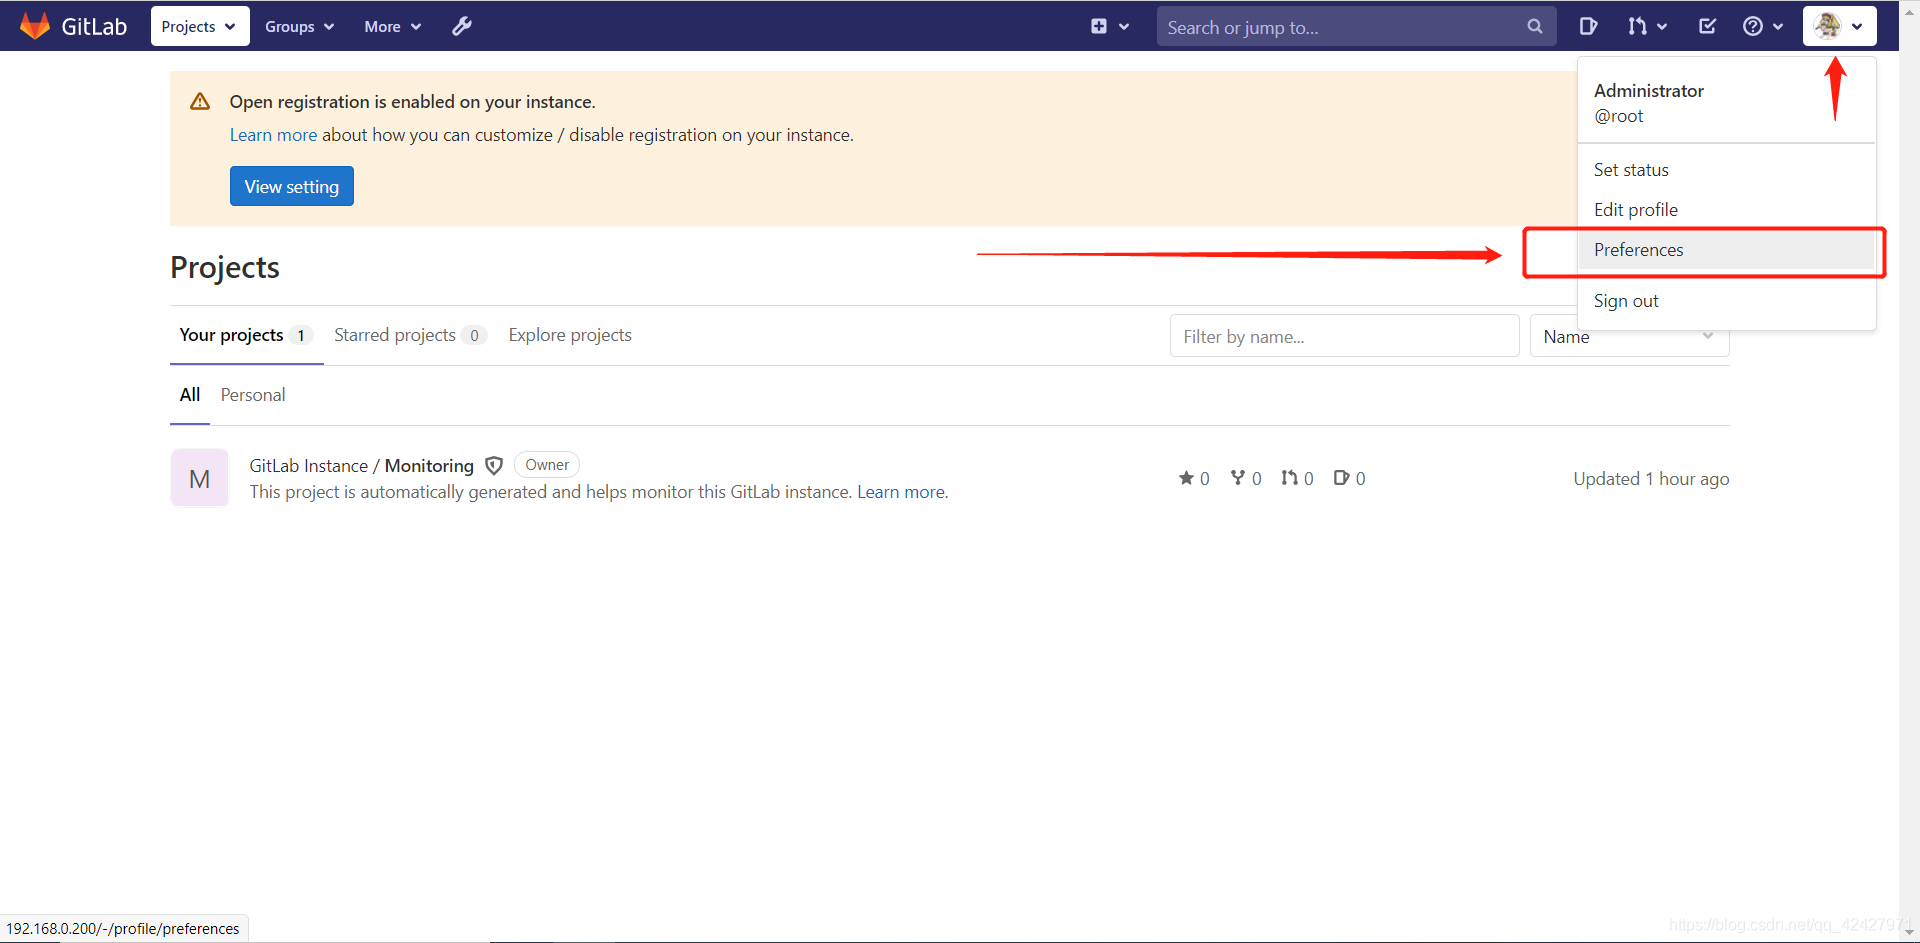 GitLab Projects Groups More Search or jump to...
Open registration is enabled on your instance.
Learn more about how you can customize / disable registration on your instance.
View setting
Administrator
@root
Set status
Edit profile
Preferences
Sign out
Projects
Your projects 1 Starred projects 0 Explore projects Filter by name... Name
All Personal
M
GitLab Instance / Monitoring Owner
This project is automatically generated and helps monitor this GitLab instance. Learn more.
0 0 0 0
Updated 1 hour ago
192.168.0.200/-/profile/preferences
https://blog.csdn.net/qq_42427971